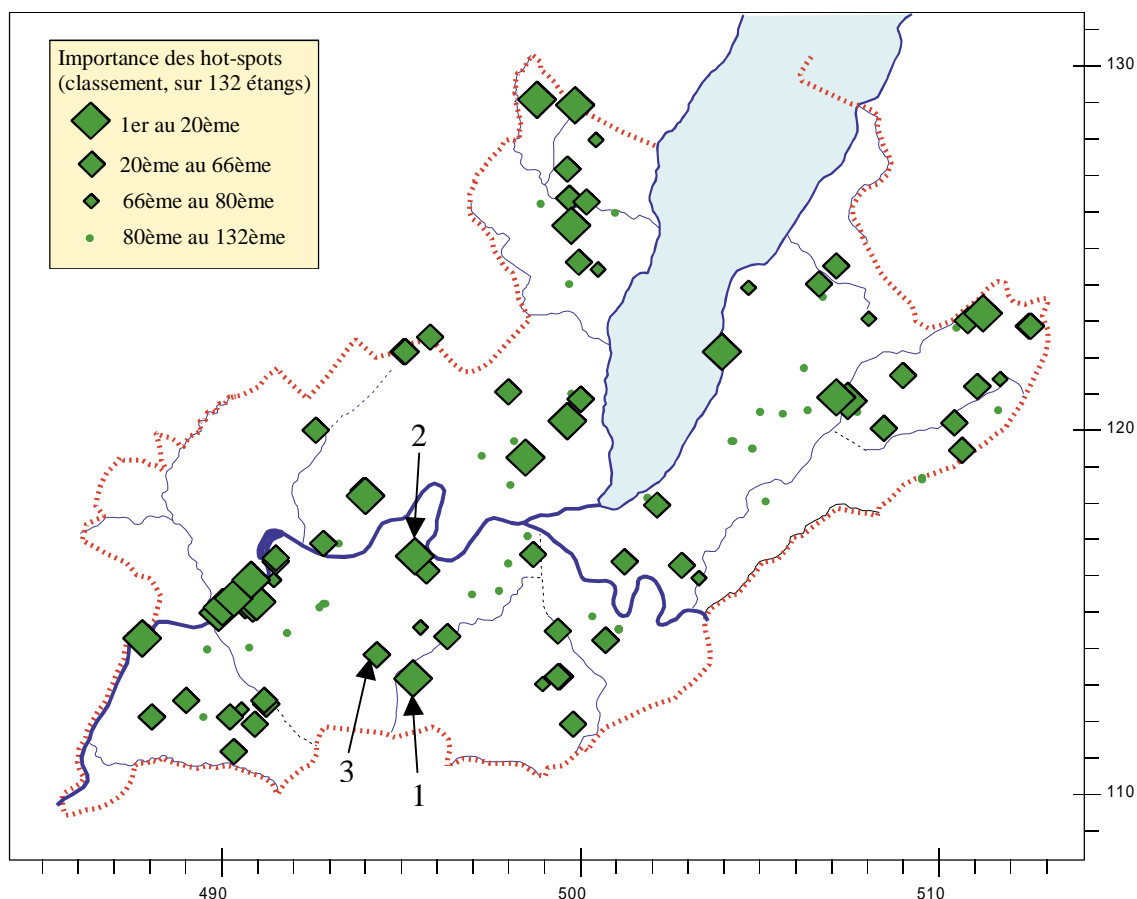 Importance des hot-spots
(classement, sur 132 étangs)
1er au 20ème
20ème au 66ème
66ème au 80ème
80ème au 132ème
130
120
110
2
3
1
490
500
510